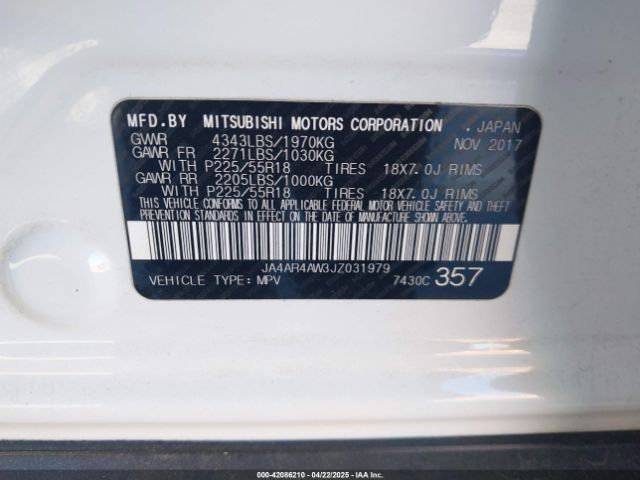 MFD.BY MITSUBISHI MOTORS CORPORATION . JAPAN
GVWR 4343LBS/1970KG NOV 2017
GAWR FR 2271LBS/1030KG
WITH P225/55R18 TIRES 18X7.0J RIMS
GAWR RR 2205LBS/1000KG
WITH P225/55R18 TIRES 18X7.0J RIMS
THIS VEHICLE CONFORMS TO ALL APPLICABLE FEDERAL MOTOR VEHICLE SAFETY AND THEFT
PREVENTION STANDARDS IN EFFECT ON THE DATE OF MANUFACTURE SHOWN ABOVE.
JA4AR4AW3JZ031979
VEHICLE TYPE: MPV 7430C 357
000-42086210 - 04/22/2025 - IAAI.COM